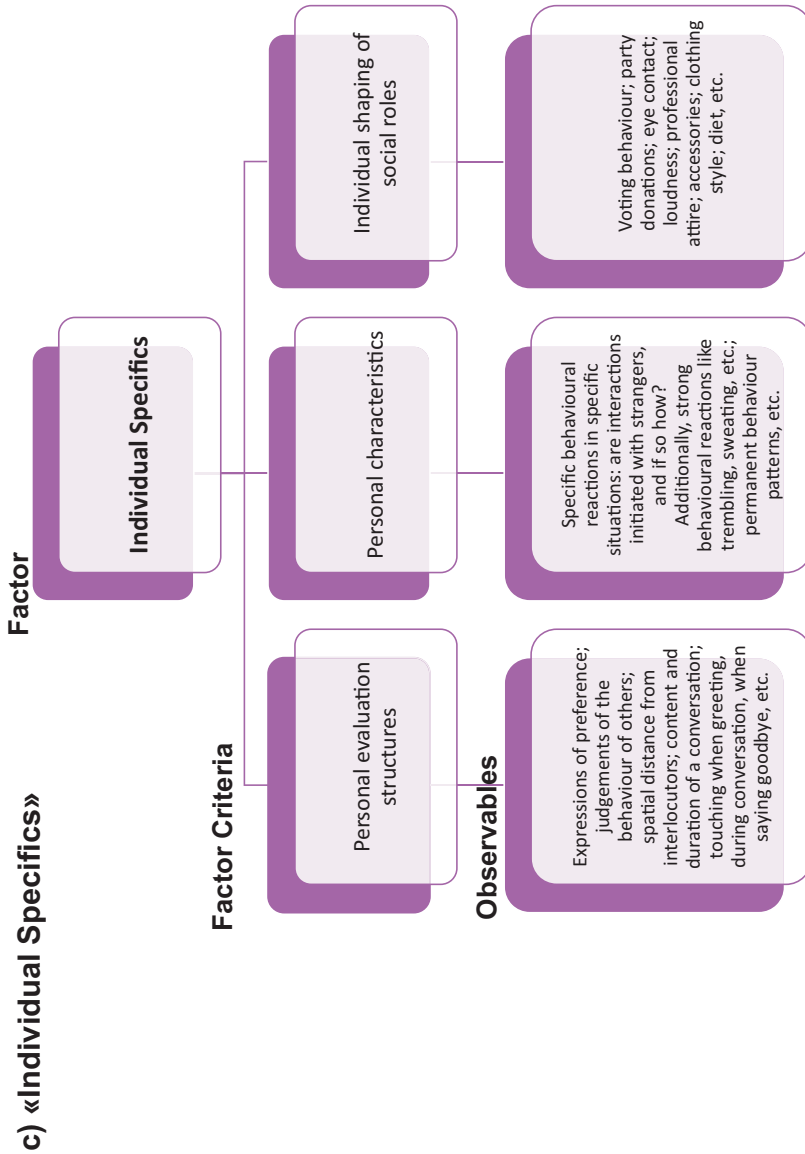 c) «Individual Specifics»
Factor
Individual Specifics
Factor Criteria
Personal evaluation
structures
Personal characteristics
Individual shaping of
social roles
Observables
Expressions of preference;
judgements of the
behaviour of others;
spatial distance from
interlocutors; content and
duration of a conversation;
touching when greeting,
during conversation, when
saying goodbye, etc.
Specific behavioural
reactions in specific
situations: are interactions
initiated with strangers,
and if so how?
Additionally, strong
behavioural reactions like
trembling, sweating, etc.;
permanent behaviour
patterns, etc.
Voting behaviour; party
donations; eye contact;
loudness; professional
attire; accessories; clothing
style; diet, etc.